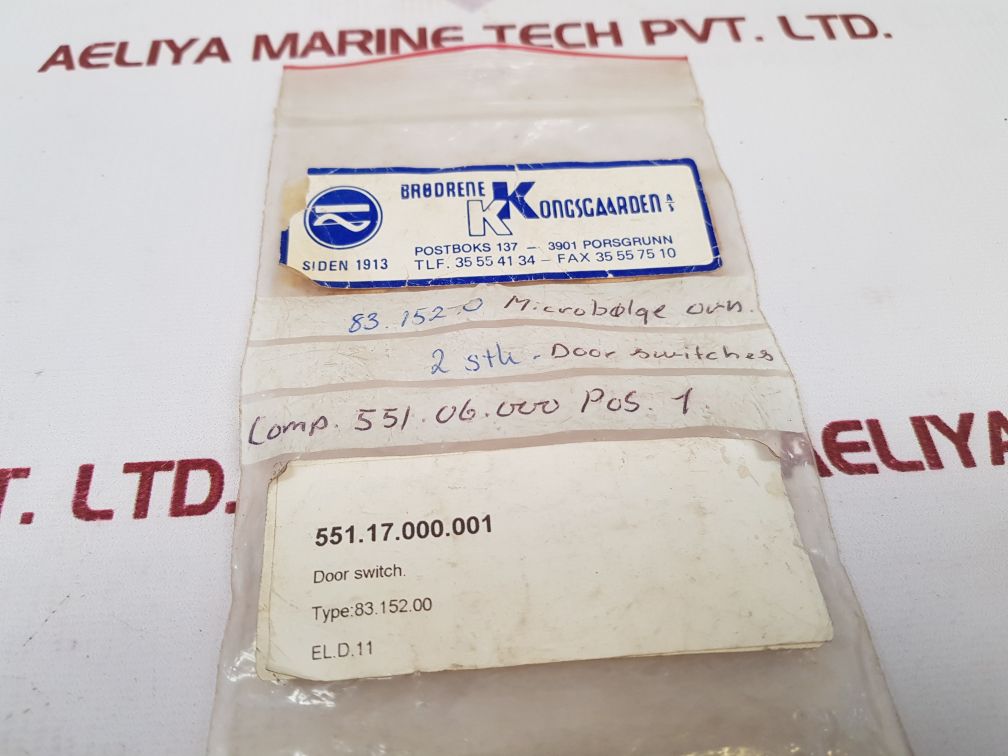 AELIYA MARINE TECH PVT. LTD.
BRØDRENE
KONGSGAARDEN A/S
POSTBOKS 137 – 3901 PORSGRUNN
SIDEN 1913
TLF. 35 55 41 34 – FAX 35 55 75 10
83.152-0 Microbølge ovn.
2 stk. Door switches
Comp. 551.06.000 Pos. 1
T. LTD.
AELIYA
551.17.000.001
Door switch.
Type:83.152.00
EL.D.11